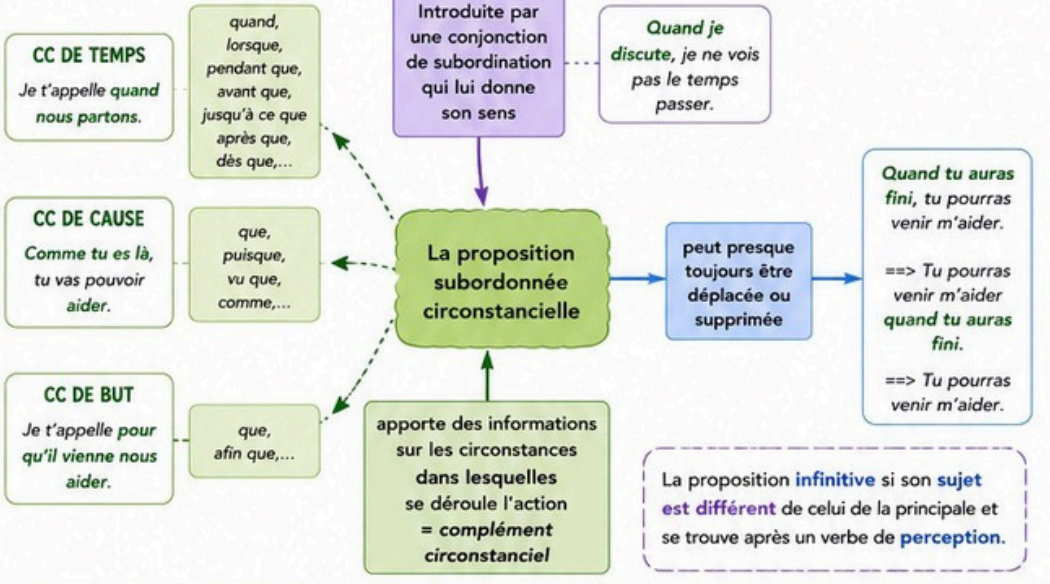 CC DE TEMPS
Je t'appelle quand
nous partons.
quand,
lorsque,
pendant que,
avant que,
jusqu'à ce que
après que,
dès que,...
Introduite par
une conjonction
de subordination
qui lui donne
son sens
Quand je
discute, je ne vois
pas le temps
passer.
CC DE CAUSE
Comme tu es là,
tu vas pouvoir
aider.
que,
puisque,
vu que,
comme,...
La proposition
subordonnée
circonstancielle
peut presque
toujours être
déplacée ou
supprimée
Quand tu auras
fini, tu pourras
venir m'aider.
==> Tu pourras
venir m'aider
quand tu auras
fini.
==> Tu pourras
venir m'aider.
CC DE BUT
Je t'appelle pour
qu'il vienne nous
aider.
que,
afin que,...
apporte des informations
sur les circonstances
dans lesquelles
se déroule l'action
= complément
circonstanciel
La proposition infinitive si son sujet
est différent de celui de la principale et
se trouve après un verbe de perception.